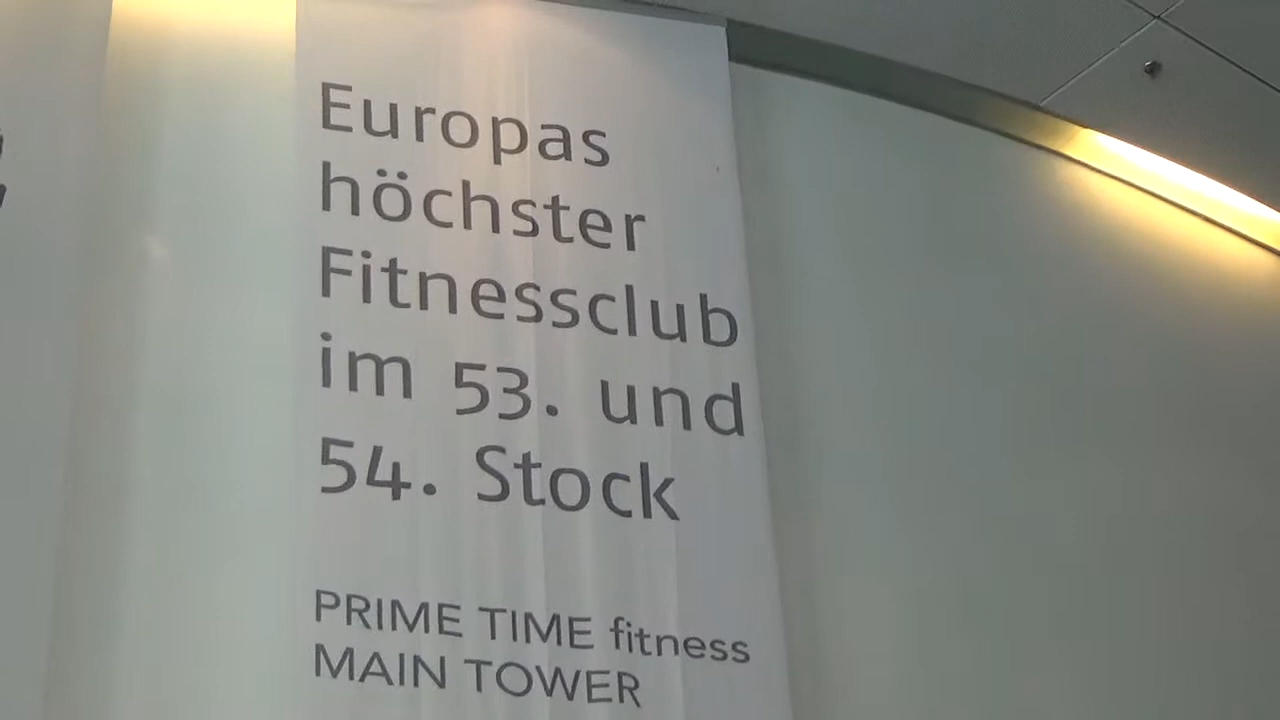 Europas
höchster
Fitnessclub
im 53. und
54. Stock
PRIME TIME fitness
MAIN TOWER